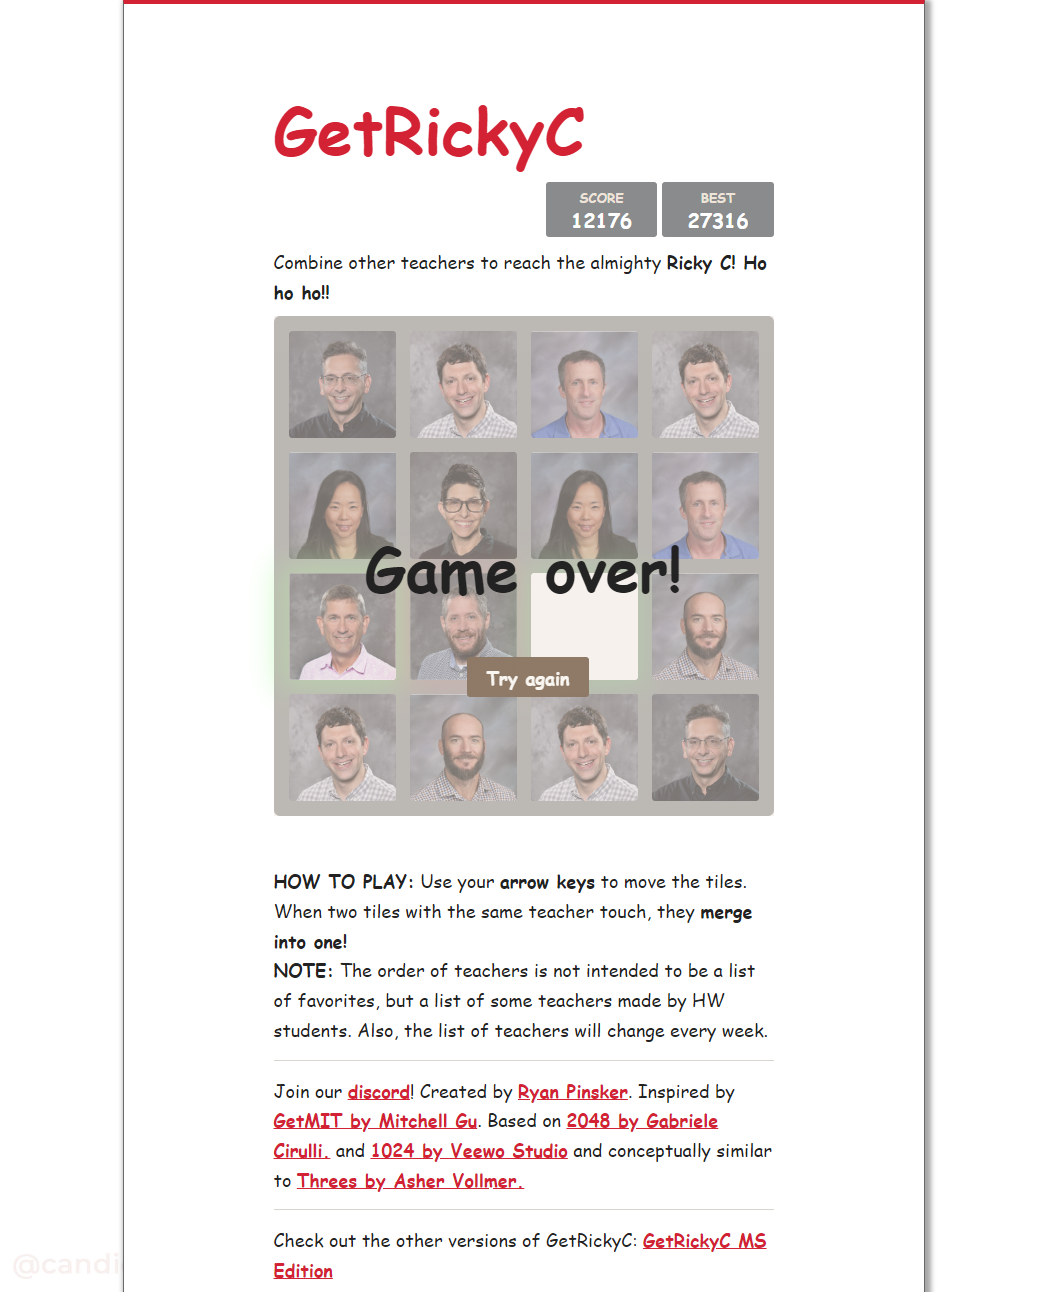 GetRickyC
SCORE
12176
BEST
27316
Combine other teachers to reach the almighty Ricky C! Ho
ho ho!!
Game over!
Try again
HOW TO PLAY: Use your arrow keys to move the tiles.
When two tiles with the same teacher touch, they merge
into one!
NOTE: The order of teachers is not intended to be a list
of favorites, but a list of some teachers made by HW
students. Also, the list of teachers will change every week.
Join our discord! Created by Ryan Pinsker. Inspired by
GetMIT by Mitchell Gu. Based on 2048 by Gabriele
Cirulli. and 1024 by Veewo Studio and conceptually similar
to Threes by Asher Vollmer.
Check out the other versions of GetRickyC: GetRickyC MS
Edition